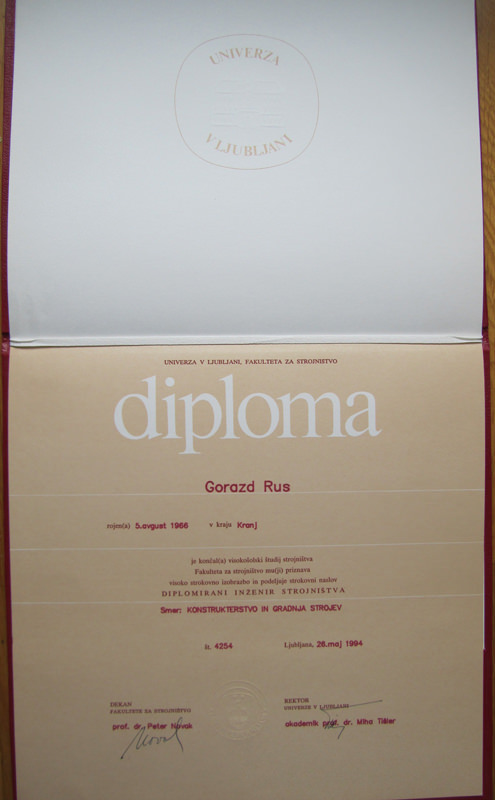 UNIVERZA
V LJUBLJANI
UNIVERZA V LJUBLJANI, FAKULTETA ZA STROJNIŠTVO
diploma
Gorazd Rus
rojen(a) 5.avgust 1966 v kraju Kranj
je končal(a) visokošolski študij strojništva
Fakulteta za strojništvo mu(ji) priznava
visoko strokovno izobrazbo in podeljuje strokovni naslov
DIPLOMIRANI INŽENIR STROJNIŠTVA
Smer: KONSTRUKTERSTVO IN GRADNJA STROJEV
št. 4254 Ljubljana, 26.maj 1994
DEKAN
FAKULTETE ZA STROJNIŠTVO
prof. dr. Peter Novak
Novak
REKTOR
UNIVERZE V LJUBLJANI
akademik prof. dr. Miha Tišler